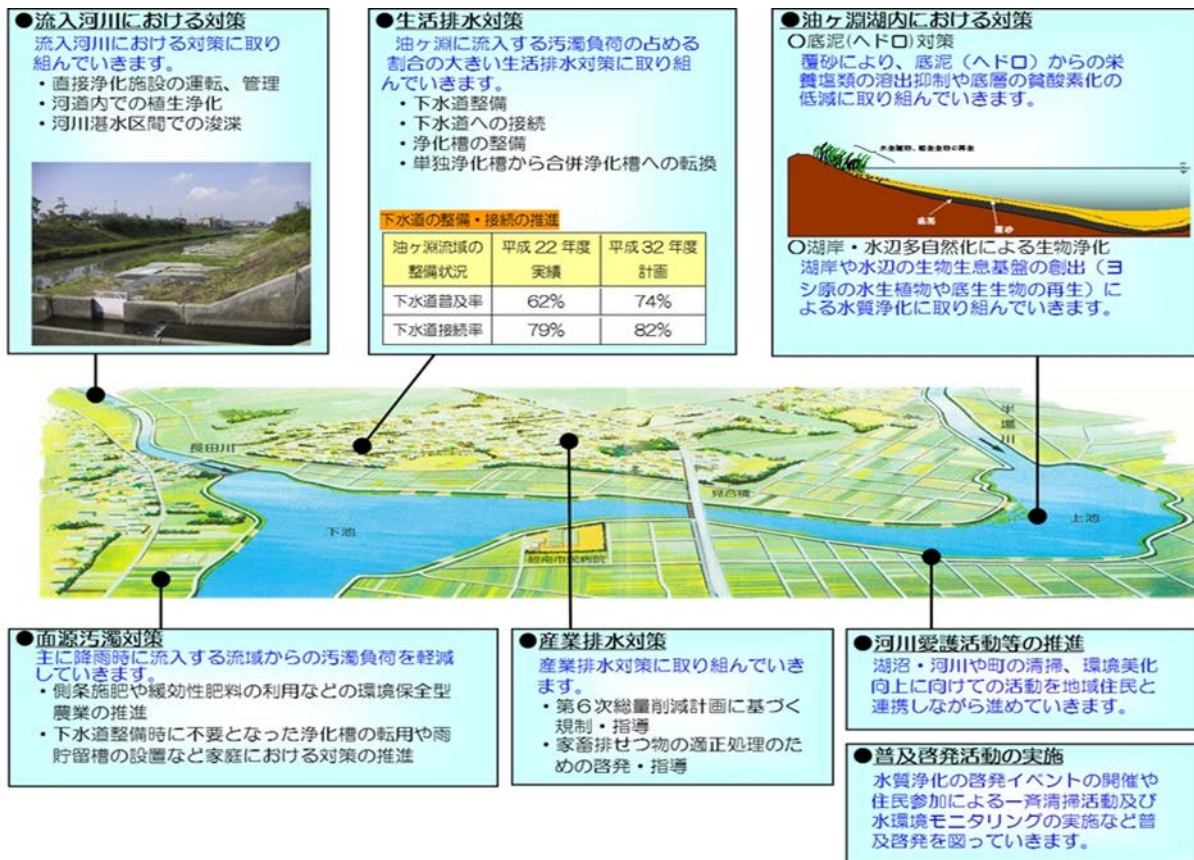 ●流入河川における対策
流入河川における対策に取り
組んでいきます。
・直接浄化施設の運転、管理
・河道内での植生浄化
・河川湛水区間での浚渫
●生活排水対策
油ヶ淵に流入する汚濁負荷の占める
割合の大きい生活排水対策に取り組
んでいきます。
・下水道整備
・下水道への接続
・浄化槽の整備
・単独浄化槽から合併浄化槽への転換
下水道の整備・接続の推進
油ヶ淵流域の 平成22年度 平成32年度
整備状況 実績 計画
下水道普及率 62% 74%
下水道接続率 79% 82%
●油ヶ淵湖内における対策
○底泥(ヘドロ)対策
覆砂により、底泥(ヘドロ)からの栄
養塩類の溶出抑制や底層の貧酸素化の
低減に取り組んでいきます。
底泥
覆砂
○湖岸・水辺多自然化による生物浄化
湖岸や水辺の生物生息基盤の創出(ヨ
シ原の水生植物や底生生物の再生)に
よる水質浄化に取り組んでいきます。
長田川
半場川
見合橋
下池
上池
碧南市民病院
●面源汚濁対策
主に降雨時に流入する流域からの汚濁負荷を軽減
していきます。
・側条施肥や緩効性肥料の利用などの環境保全型
農業の推進
・下水道整備時に不要となった浄化槽の転用や雨
貯留槽の設置など家庭における対策の推進
●産業排水対策
産業排水対策に取り組んでいき
ます。
・第6次総量削減計画に基づく
規制・指導
・家畜排せつ物の適正処理のた
めの啓発・指導
●河川愛護活動等の推進
湖沼・河川や町の清掃、環境美化
向上に向けての活動を地域住民と
連携しながら進めていきます。
●普及啓発活動の実施
水質浄化の啓発イベントの開催や
住民参加による一斉清掃活動及び
水環境モニタリングの実施など普
及啓発を図っていきます。